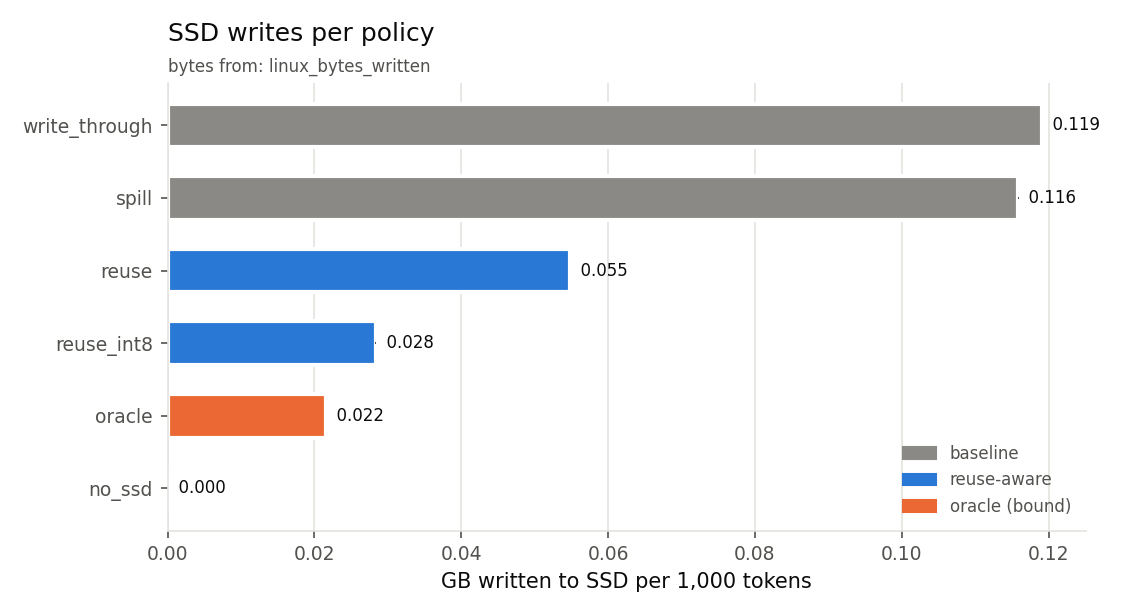 SSD writes per policy
bytes from: linux_bytes_written
write_through 0.119
spill 0.116
reuse 0.055
reuse_int8 0.028
oracle 0.022
no_ssd 0.000
baseline
reuse-aware
oracle (bound)
0.00 0.02 0.04 0.06 0.08 0.10 0.12
GB written to SSD per 1,000 tokens